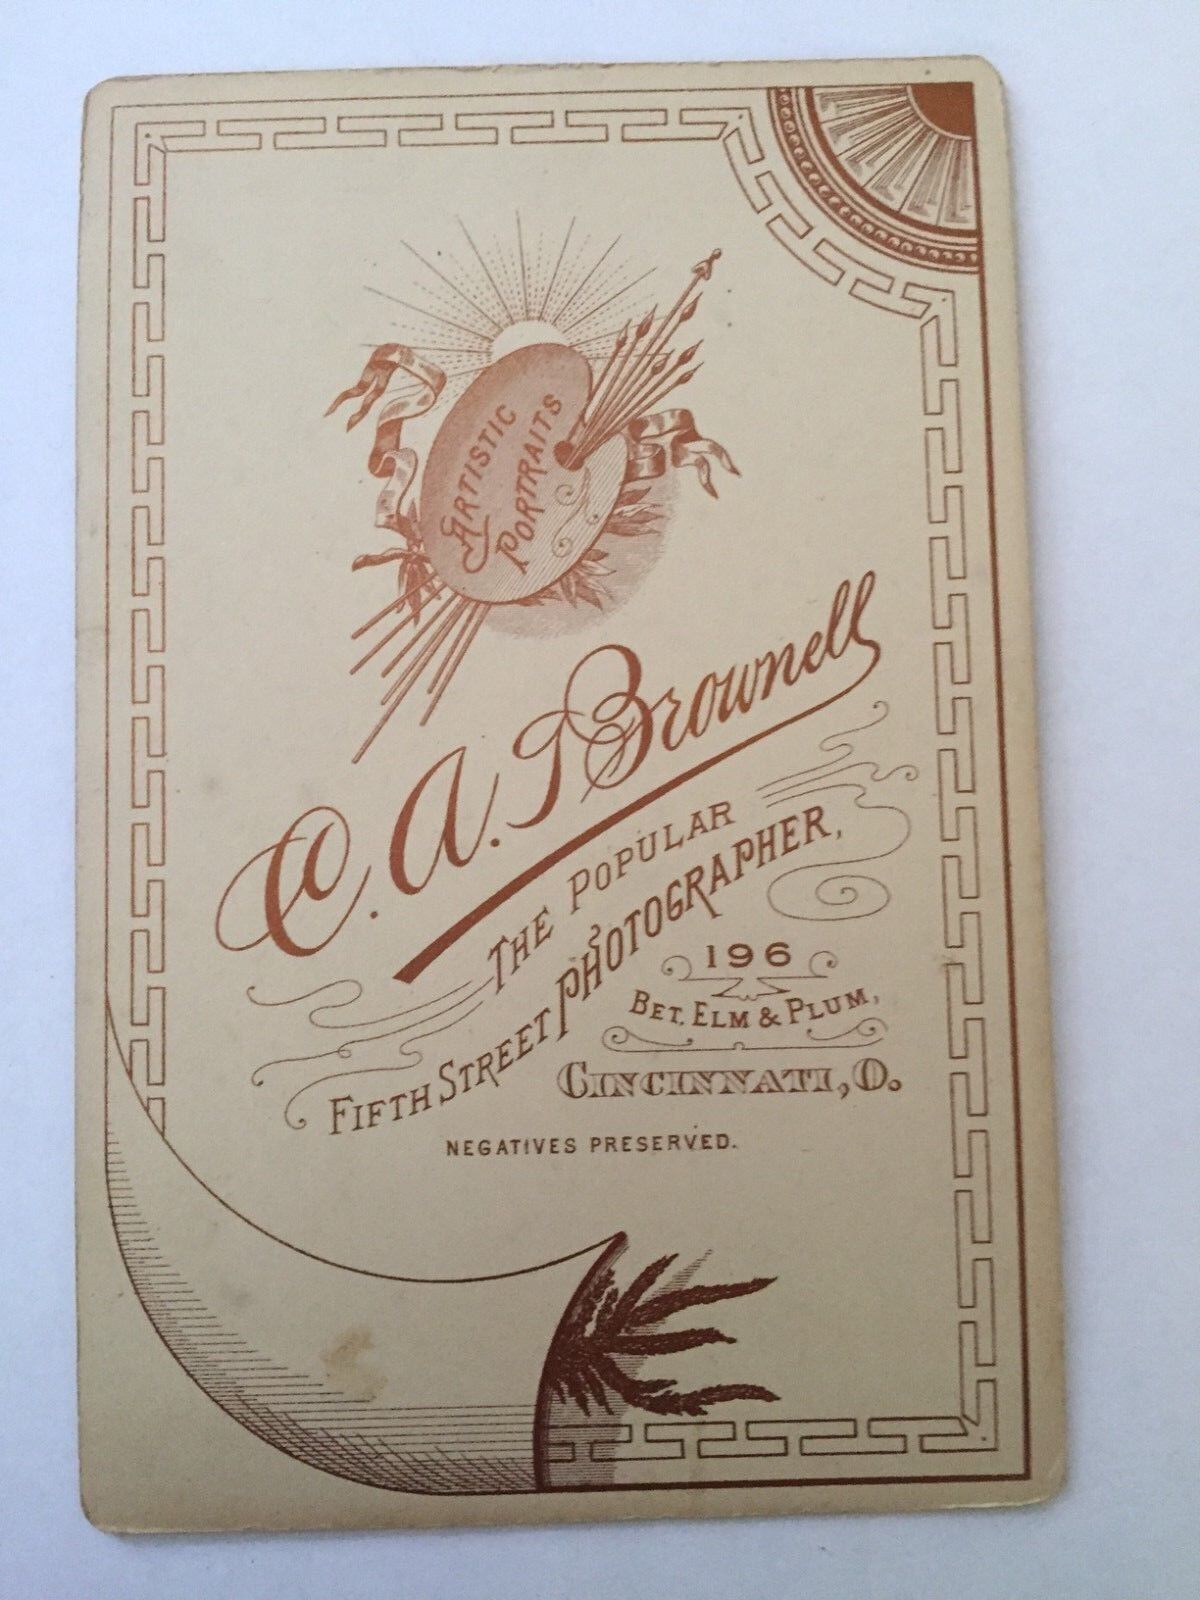 ARTISTIC
PORTRAITS
C. A. Brownell
THE POPULAR
FIFTH STREET PHOTOGRAPHER,
196
BET. ELM & PLUM,
CINCINNATI, O.
NEGATIVES PRESERVED.